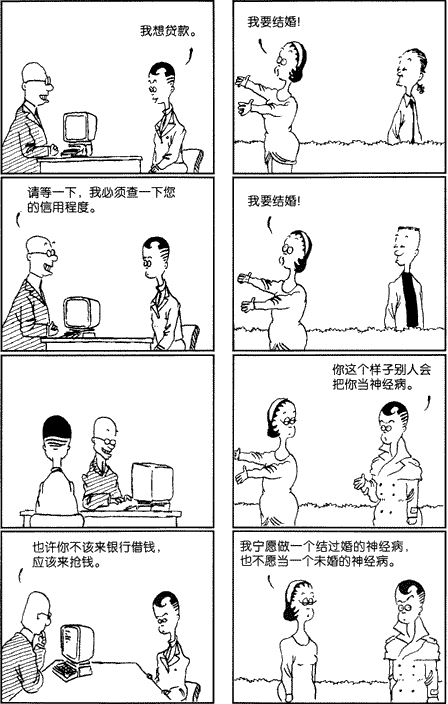 我想贷款。
请等一下，我必须查一下您
的信用程度。
也许你不该来银行借钱，
应该来抢钱。
我要结婚！
我要结婚！
你这个样子别人会
把你当神经病。
我宁愿做一个结过婚的神经病，
也不愿当一个未婚的神经病。